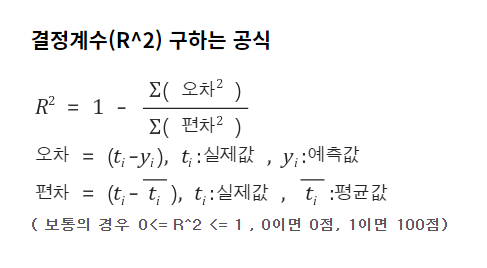 결정계수(R^2) 구하는 공식
R² = 1 - Σ( 오차² ) / Σ( 편차² )
오차 = (tᵢ-yᵢ), tᵢ:실제값 , yᵢ:예측값
편차 = (tᵢ- t̅ᵢ ), tᵢ:실제값 , t̅ᵢ :평균값
( 보통의 경우 0<= R^2 <= 1 , 0이면 0점, 1이면 100점)